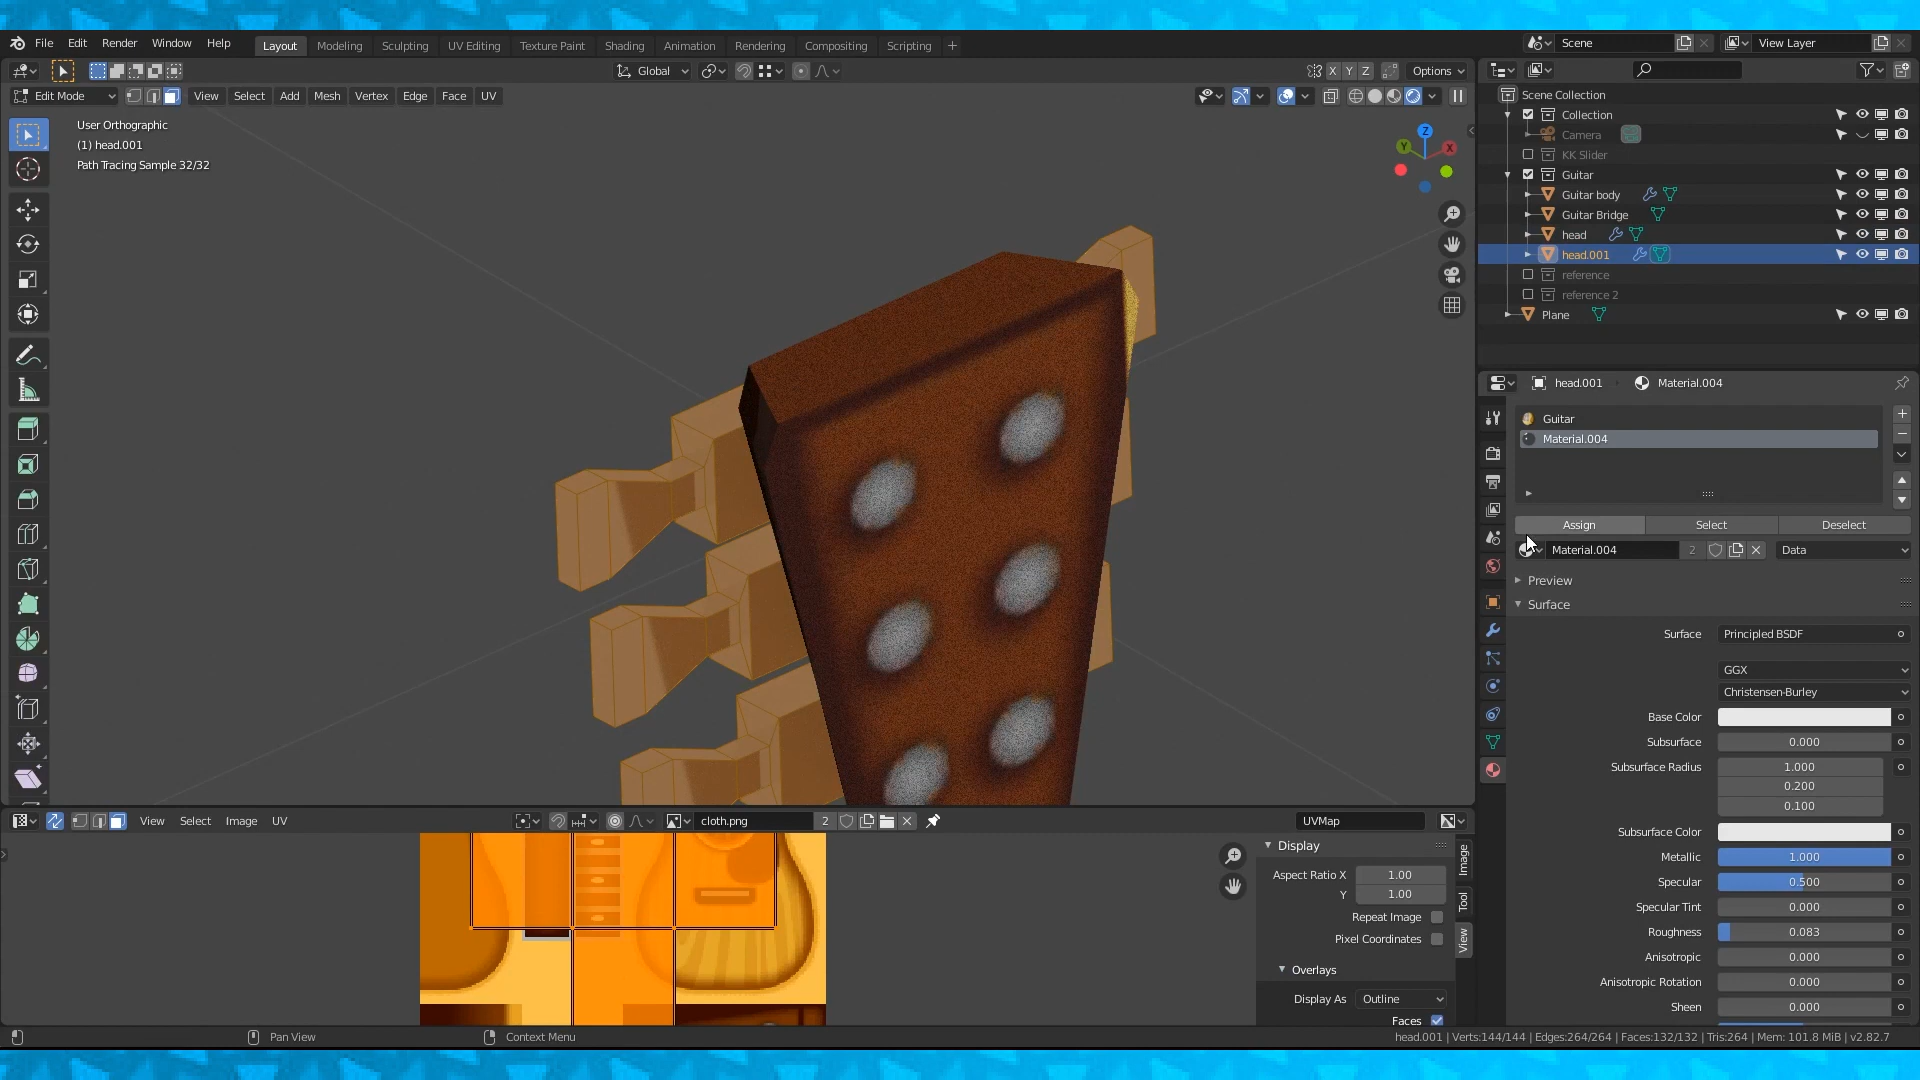 File Edit Render Window Help Layout Modeling Sculpting UV Editing Texture Paint Shading Animation Rendering Compositing Scripting +
Scene View Layer
Global Options
X Y Z
Edit Mode View Select Add Mesh Vertex Edge Face UV
User Orthographic
(1) head.001
Path Tracing Sample 32/32
Z
Y X
Scene Collection
Collection
Camera
KK Slider
Guitar
Guitar body
Guitar Bridge
head
head.001
reference
reference 2
Plane
head.001 Material.004
Guitar
Material.004
Assign Select Deselect
Material.004 2 Data
Preview
Surface
Surface Principled BSDF
GGX
Christensen-Burley
Base Color
Subsurface 0.000
Subsurface Radius 1.000
0.200
0.100
Subsurface Color
Metallic 1.000
Specular 0.500
Specular Tint 0.000
Roughness 0.083
Anisotropic 0.000
Anisotropic Rotation 0.000
Sheen 0.000
View Select Image UV cloth.png 2 UVMap
Display
Aspect Ratio X 1.00
Y 1.00
Repeat Image
Pixel Coordinates
Overlays
Display As Outline
Faces
Image
Tool
View
Pan View Context Menu
head.001 | Verts:144/144 | Edges:264/264 | Faces:132/132 | Tris:264 | Mem: 101.8 MiB | v2.82.7